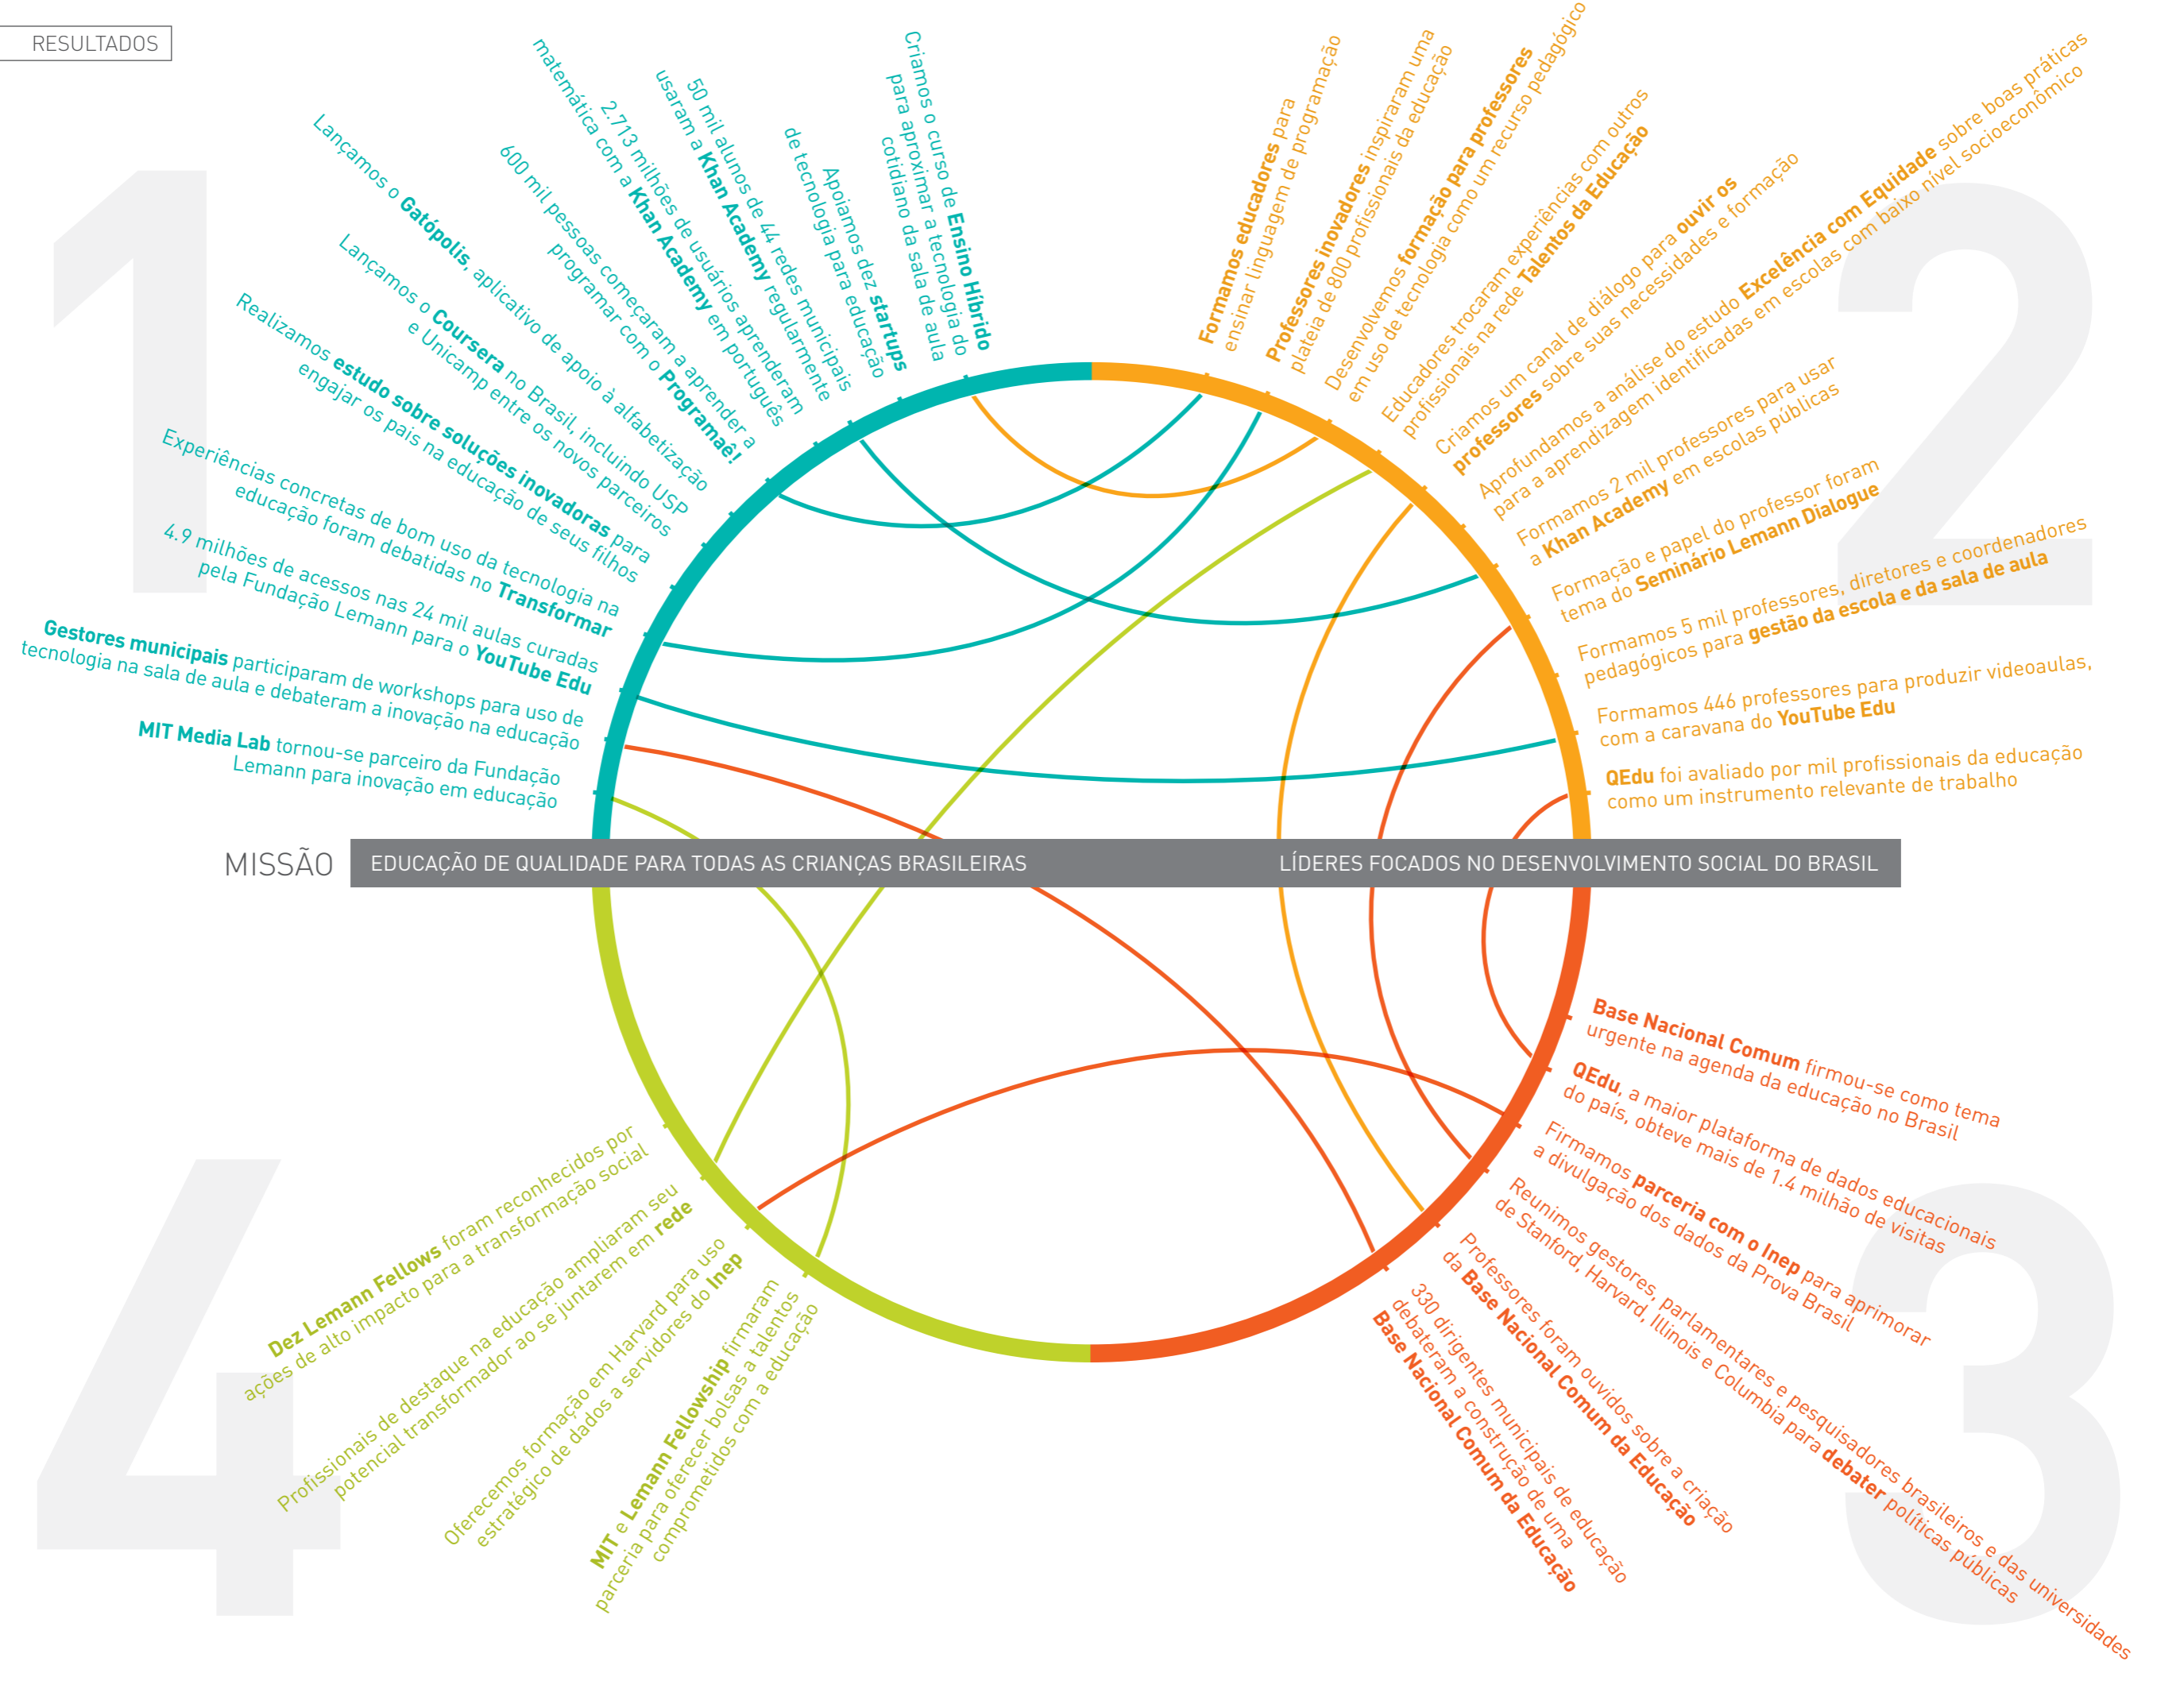 RESULTADOS
1
Criamos o curso de Ensino Híbrido
para aproximar a tecnologia do
cotidiano da sala de aula
Apoiamos dez startups
de tecnologia para educação
50 mil alunos de 44 redes municipais
usaram a Khan Academy regularmente
2.713 milhões de usuários aprenderam
matemática com a Khan Academy em português
600 mil pessoas começaram a aprender a
programar com o Programaê!
Lançamos o Gatópolis, aplicativo de apoio à alfabetização
Lançamos o Coursera no Brasil, incluindo USP
e Unicamp entre os novos parceiros
Realizamos estudo sobre soluções inovadoras para
engajar os pais na educação de seus filhos
Experiências concretas de bom uso da tecnologia na
educação foram debatidas no Transformar
4.9 milhões de acessos nas 24 mil aulas curadas
pela Fundação Lemann para o YouTube Edu
Gestores municipais participaram de workshops para uso de
tecnologia na sala de aula e debateram a inovação na educação
MIT Media Lab tornou-se parceiro da Fundação
Lemann para inovação em educação
2
Formamos educadores para
ensinar linguagem de programação
Professores inovadores inspiraram uma
plateia de 800 profissionais da educação
Desenvolvemos formação para professores
em uso de tecnologia como um recurso pedagógico
Educadores trocaram experiências com outros
profissionais na rede Talentos da Educação
Criamos um canal de diálogo para ouvir os
professores sobre suas necessidades e formação
Aprofundamos a análise do estudo Excelência com Equidade sobre boas práticas
para a aprendizagem identificadas em escolas com baixo nível socioeconômico
Formamos 2 mil professores para usar
a Khan Academy em escolas públicas
Formação e papel do professor foram
tema do Seminário Lemann Dialogue
Formamos 5 mil professores, diretores e coordenadores
pedagógicos para gestão da escola e da sala de aula
Formamos 446 professores para produzir videoaulas,
com a caravana do YouTube Edu
QEdu foi avaliado por mil profissionais da educação
como um instrumento relevante de trabalho
MISSÃO
EDUCAÇÃO DE QUALIDADE PARA TODAS AS CRIANÇAS BRASILEIRAS
LÍDERES FOCADOS NO DESENVOLVIMENTO SOCIAL DO BRASIL
3
Base Nacional Comum firmou-se como tema
urgente na agenda da educação no Brasil
QEdu, a maior plataforma de dados educacionais
do país, obteve mais de 1.4 milhão de visitas
Firmamos parceria com o Inep para aprimorar
a divulgação dos dados da Prova Brasil
Reunimos gestores, parlamentares e pesquisadores brasileiros e das universidades
de Stanford, Harvard, Illinois e Columbia para debater políticas públicas
Professores foram ouvidos sobre a criação
da Base Nacional Comum da Educação
330 dirigentes municipais de educação
debateram a construção de uma
Base Nacional Comum da Educação
4
Dez Lemann Fellows foram reconhecidos por
ações de alto impacto para a transformação social
Profissionais de destaque na educação ampliaram seu
potencial transformador ao se juntarem em rede
Oferecemos formação em Harvard para uso
estratégico de dados a servidores do Inep
MIT e Lemann Fellowship firmaram
parceria para oferecer bolsas a talentos
comprometidos com a educação